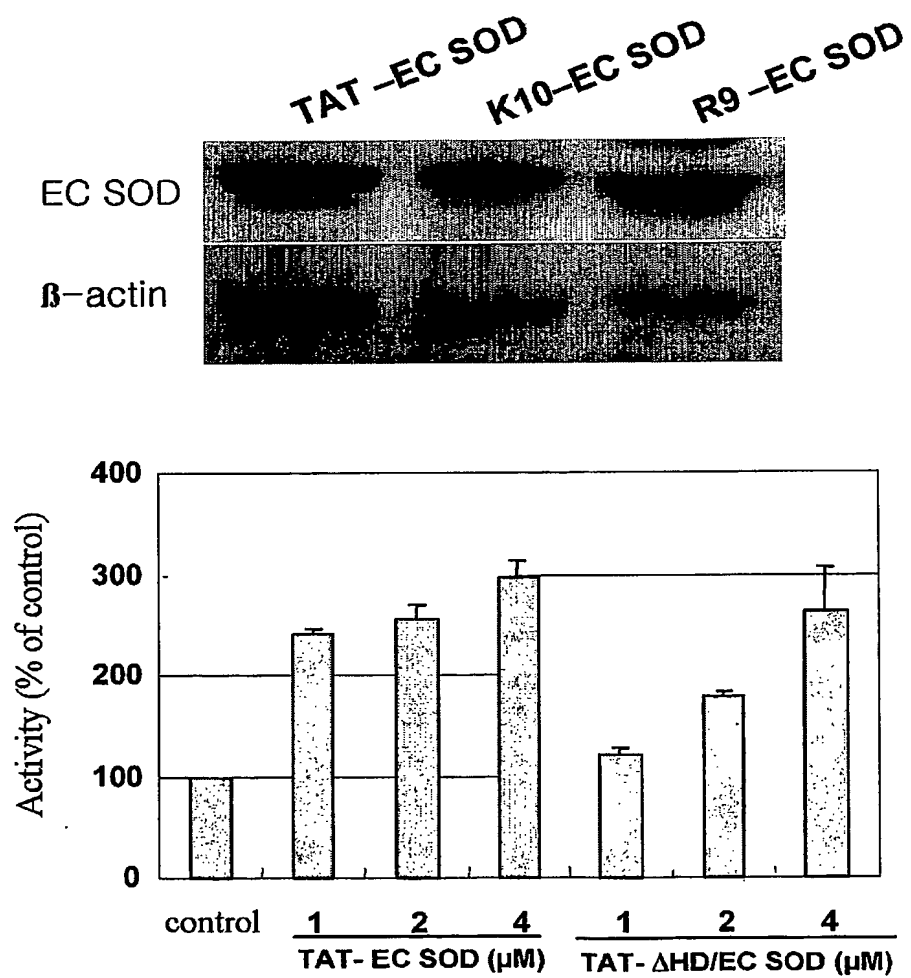 TAT –EC SOD
K10–EC SOD
R9 –EC SOD
EC SOD
ß–actin
400
300
200
100
0
Activity (% of control)
control 1 2 4 1 2 4
TAT- EC SOD (µM) TAT- ΔHD/EC SOD (µM)